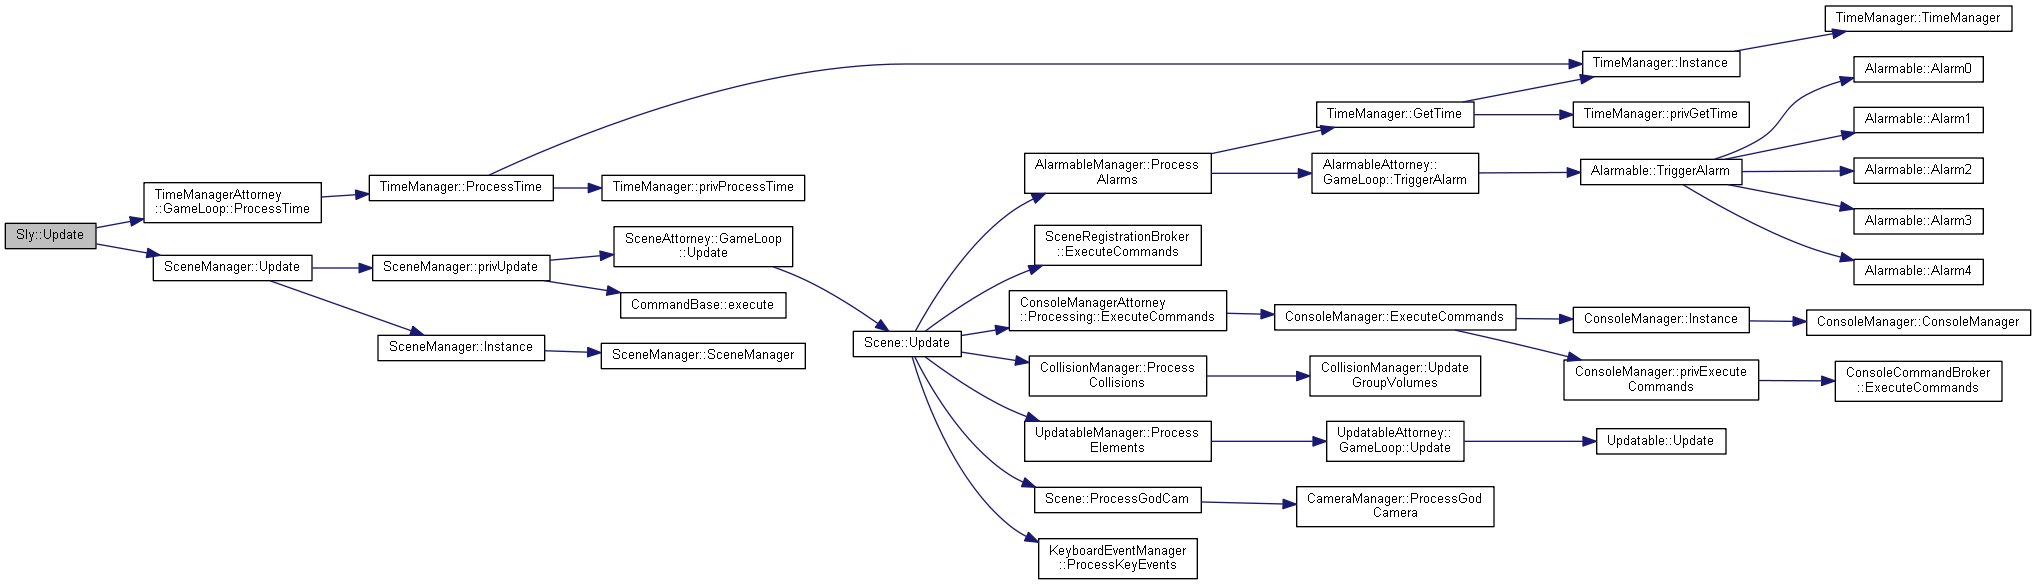 Sly::Update
TimeManagerAttorney
::GameLoop::ProcessTime
SceneManager::Update
TimeManager::ProcessTime
SceneManager::privUpdate
SceneManager::Instance
TimeManager::privProcessTime
SceneAttorney::GameLoop
::Update
CommandBase::execute
SceneManager::SceneManager
Scene::Update
AlarmableManager::Process
Alarms
SceneRegistrationBroker
::ExecuteCommands
ConsoleManagerAttorney
::Processing::ExecuteCommands
CollisionManager::Process
Collisions
UpdatableManager::Process
Elements
Scene::ProcessGodCam
KeyboardEventManager
::ProcessKeyEvents
TimeManager::GetTime
AlarmableAttorney::
GameLoop::TriggerAlarm
ConsoleManager::ExecuteCommands
CollisionManager::Update
GroupVolumes
UpdatableAttorney::
GameLoop::Update
CameraManager::ProcessGod
Camera
TimeManager::Instance
TimeManager::privGetTime
Alarmable::TriggerAlarm
ConsoleManager::Instance
ConsoleManager::privExecute
Commands
Updatable::Update
TimeManager::TimeManager
Alarmable::Alarm0
Alarmable::Alarm1
Alarmable::Alarm2
Alarmable::Alarm3
Alarmable::Alarm4
ConsoleManager::ConsoleManager
ConsoleCommandBroker
::ExecuteCommands